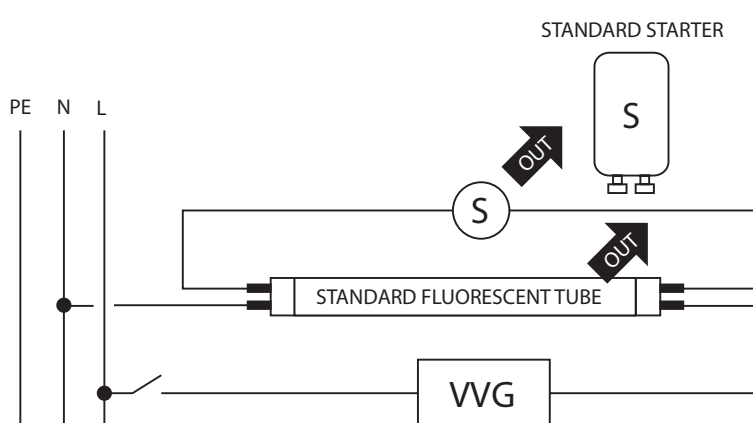 STANDARD STARTER
PE N L
S
OUT
S
OUT
STANDARD FLUORESCENT TUBE
VVG